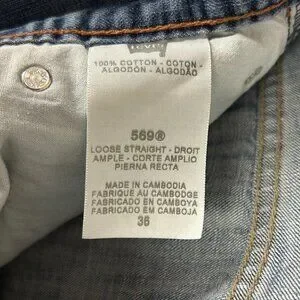 100% COTTON - COTON -
ALGODÓN - ALGODÃO
569®
LOOSE STRAIGHT - DROIT
AMPLE - CORTE AMPLIO
PIERNA RECTA
MADE IN CAMBODIA
FABRIQUE AU CAMBODGE
FABRICADO EN CAMBOYA
FABRICADO EM CAMBOJA
36